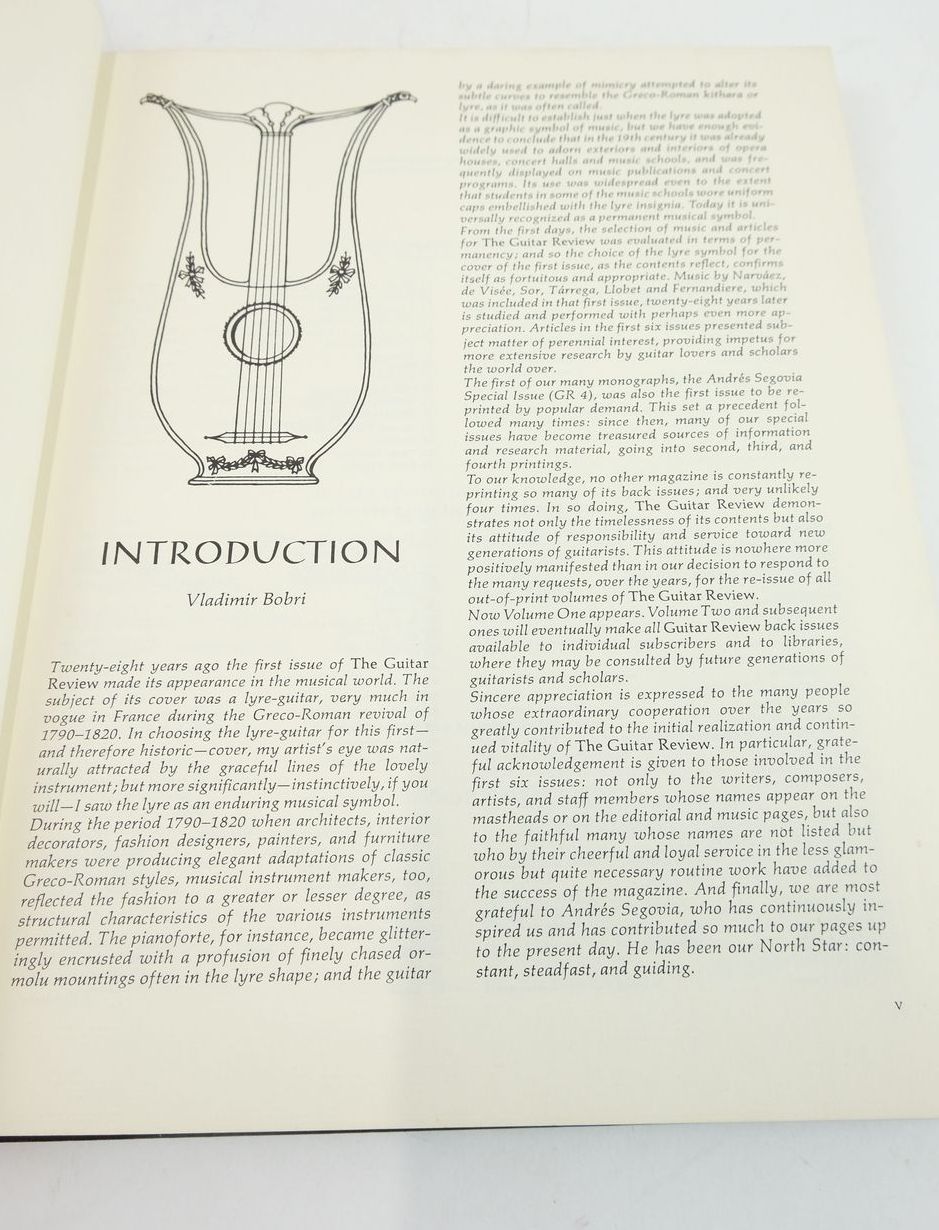 INTRODUCTION
Vladimir Bobri
Twenty-eight years ago the first issue of The Guitar
Review made its appearance in the musical world. The
subject of its cover was a lyre-guitar, very much in
vogue in France during the Greco-Roman revival of
1790–1820. In choosing the lyre-guitar for this first—
and therefore historic—cover, my artist's eye was nat-
urally attracted by the graceful lines of the lovely
instrument; but more significantly—instinctively, if you
will—I saw the lyre as an enduring musical symbol.
During the period 1790–1820 when architects, interior
decorators, fashion designers, painters, and furniture
makers were producing elegant adaptations of classic
Greco-Roman styles, musical instrument makers, too,
reflected the fashion to a greater or lesser degree, as
structural characteristics of the various instruments
permitted. The pianoforte, for instance, became glitter-
ingly encrusted with a profusion of finely chased or-
molu mountings often in the lyre shape; and the guitar
by a daring example of mimicry attempted to alter its
subtle curves to resemble the Greco-Roman kithara or
lyre, as it was often called.
It is difficult to establish just when the lyre was adopted
as a graphic symbol of music, but we have enough evi-
dence to conclude that in the 19th century it was already
widely used to adorn exteriors and interiors of opera
houses, concert halls and music schools, and was fre-
quently displayed on music publications and concert
programs. Its use was widespread even to the extent
that students in some of the music schools wore uniform
caps embellished with the lyre insignia. Today it is uni-
versally recognized as a permanent musical symbol.
From the first days, the selection of music and articles
for The Guitar Review was evaluated in terms of per-
manency; and so the choice of the lyre symbol for the
cover of the first issue, as the contents reflect, confirms
itself as fortuitous and appropriate. Music by Narváez,
de Visée, Sor, Tárrega, Llobet and Fernandiere, which
was included in that first issue, twenty-eight years later
is studied and performed with perhaps even more ap-
preciation. Articles in the first six issues presented sub-
ject matter of perennial interest, providing impetus for
more extensive research by guitar lovers and scholars
the world over.
The first of our many monographs, the Andrés Segovia
Special Issue (GR 4), was also the first issue to be re-
printed by popular demand. This set a precedent fol-
lowed many times: since then, many of our special
issues have become treasured sources of information
and research material, going into second, third, and
fourth printings.
To our knowledge, no other magazine is constantly re-
printing so many of its back issues; and very unlikely
four times. In so doing, The Guitar Review demon-
strates not only the timelessness of its contents but also
its attitude of responsibility and service toward new
generations of guitarists. This attitude is nowhere more
positively manifested than in our decision to respond to
the many requests, over the years, for the re-issue of all
out-of-print volumes of The Guitar Review.
Now Volume One appears. Volume Two and subsequent
ones will eventually make all Guitar Review back issues
available to individual subscribers and to libraries,
where they may be consulted by future generations of
guitarists and scholars.
Sincere appreciation is expressed to the many people
whose extraordinary cooperation over the years so
greatly contributed to the initial realization and contin-
ued vitality of The Guitar Review. In particular, grate-
ful acknowledgement is given to those involved in the
first six issues: not only to the writers, composers,
artists, and staff members whose names appear on the
mastheads or on the editorial and music pages, but also
to the faithful many whose names are not listed but
who by their cheerful and loyal service in the less glam-
orous but quite necessary routine work have added to
the success of the magazine. And finally, we are most
grateful to Andrés Segovia, who has continuously in-
spired us and has contributed so much to our pages up
to the present day. He has been our North Star: con-
stant, steadfast, and guiding.
V